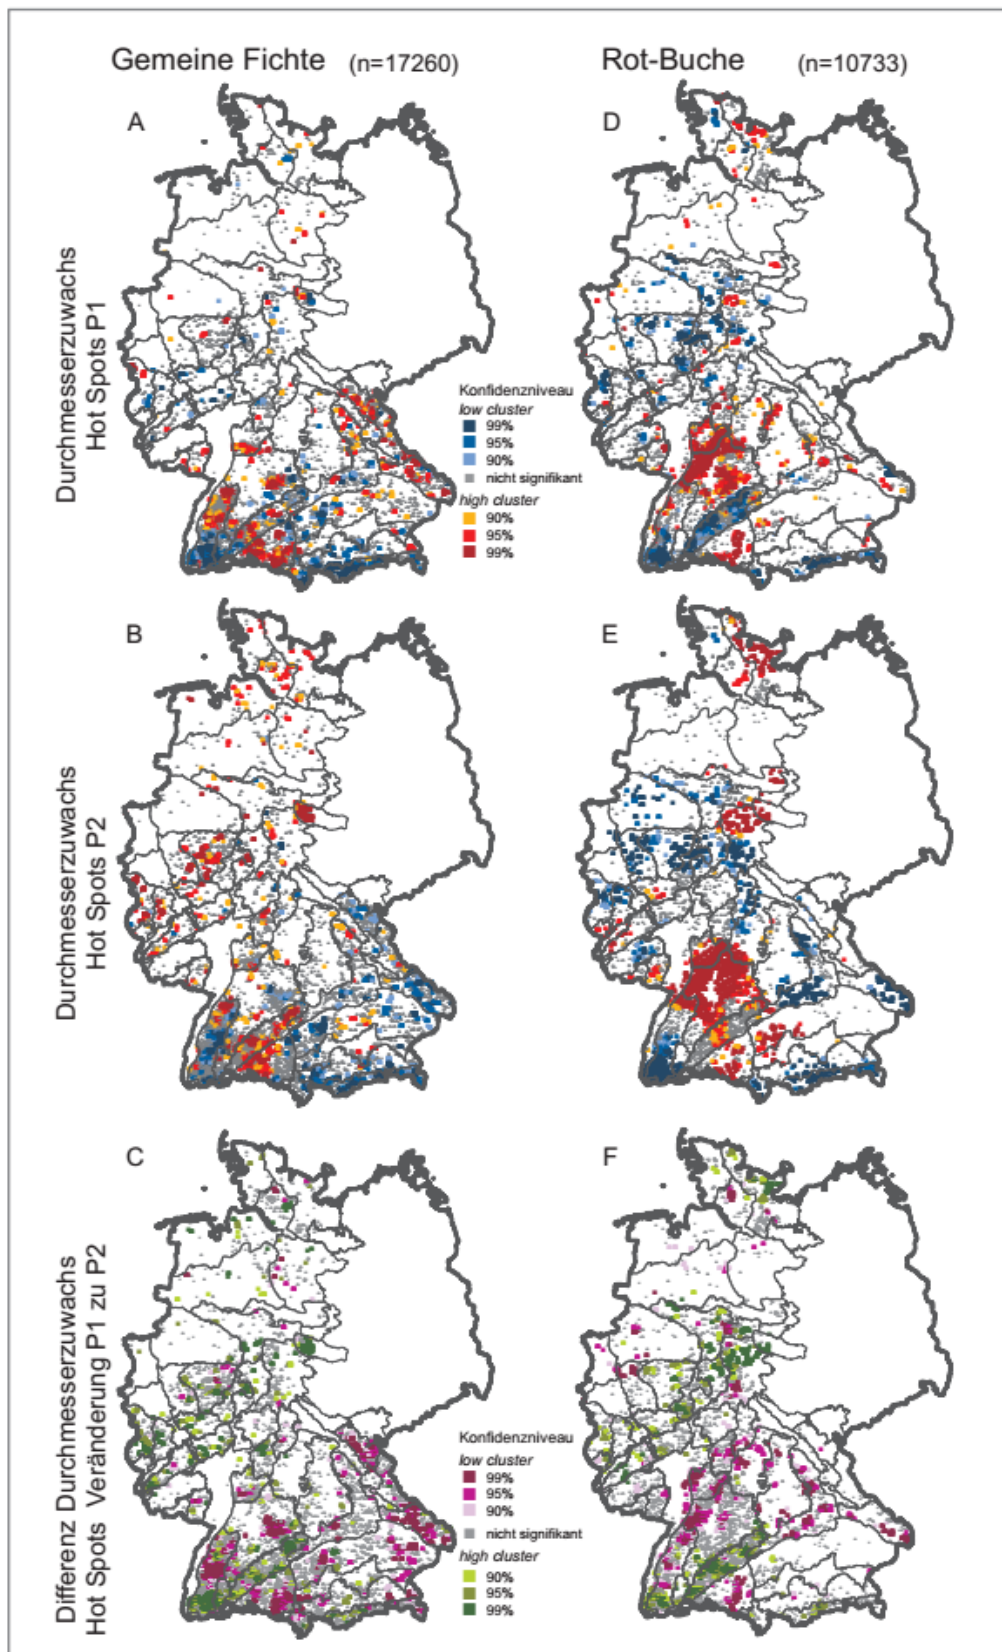 Gemeine Fichte (n=17260)
Rot-Buche (n=10733)
A
D
Durchmesserzuwachs
Hot Spots P1
Konfidenzniveau
low cluster
99%
95%
90%
nicht signifikant
high cluster
90%
95%
99%
B
E
Durchmesserzuwachs
Hot Spots P2
C
F
Differenz Durchmesserzuwachs
Hot Spots Veränderung P1 zu P2
Konfidenzniveau
low cluster
99%
95%
90%
nicht signifikant
high cluster
90%
95%
99%